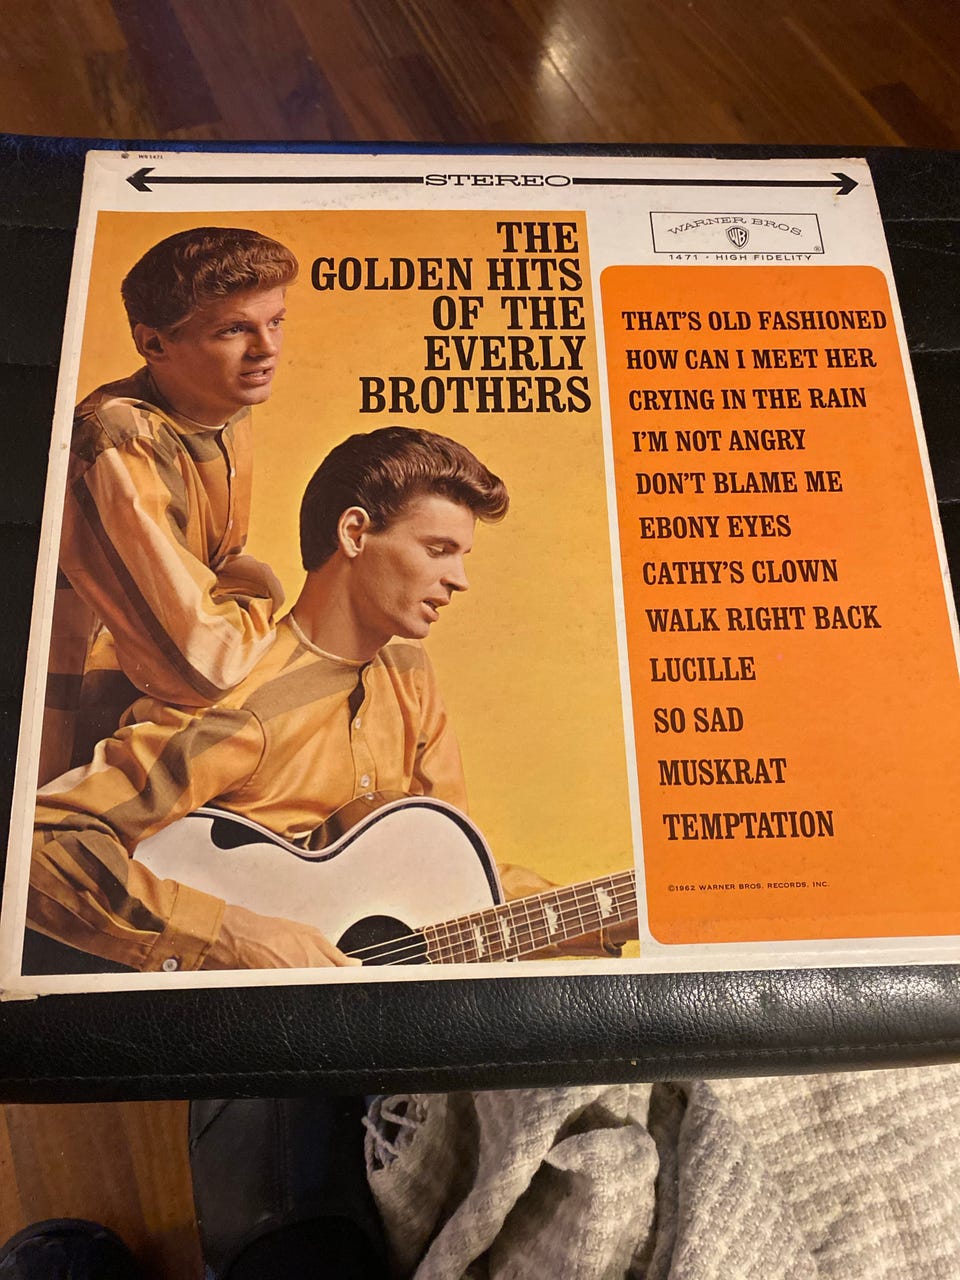 WS 1471
STEREO
THE
GOLDEN HITS
OF THE
EVERLY
BROTHERS
WARNER BROS.
WB
®
1471 · HIGH FIDELITY
THAT'S OLD FASHIONED
HOW CAN I MEET HER
CRYING IN THE RAIN
I'M NOT ANGRY
DON'T BLAME ME
EBONY EYES
CATHY'S CLOWN
WALK RIGHT BACK
LUCILLE
SO SAD
MUSKRAT
TEMPTATION
©1962 WARNER BROS. RECORDS, INC.